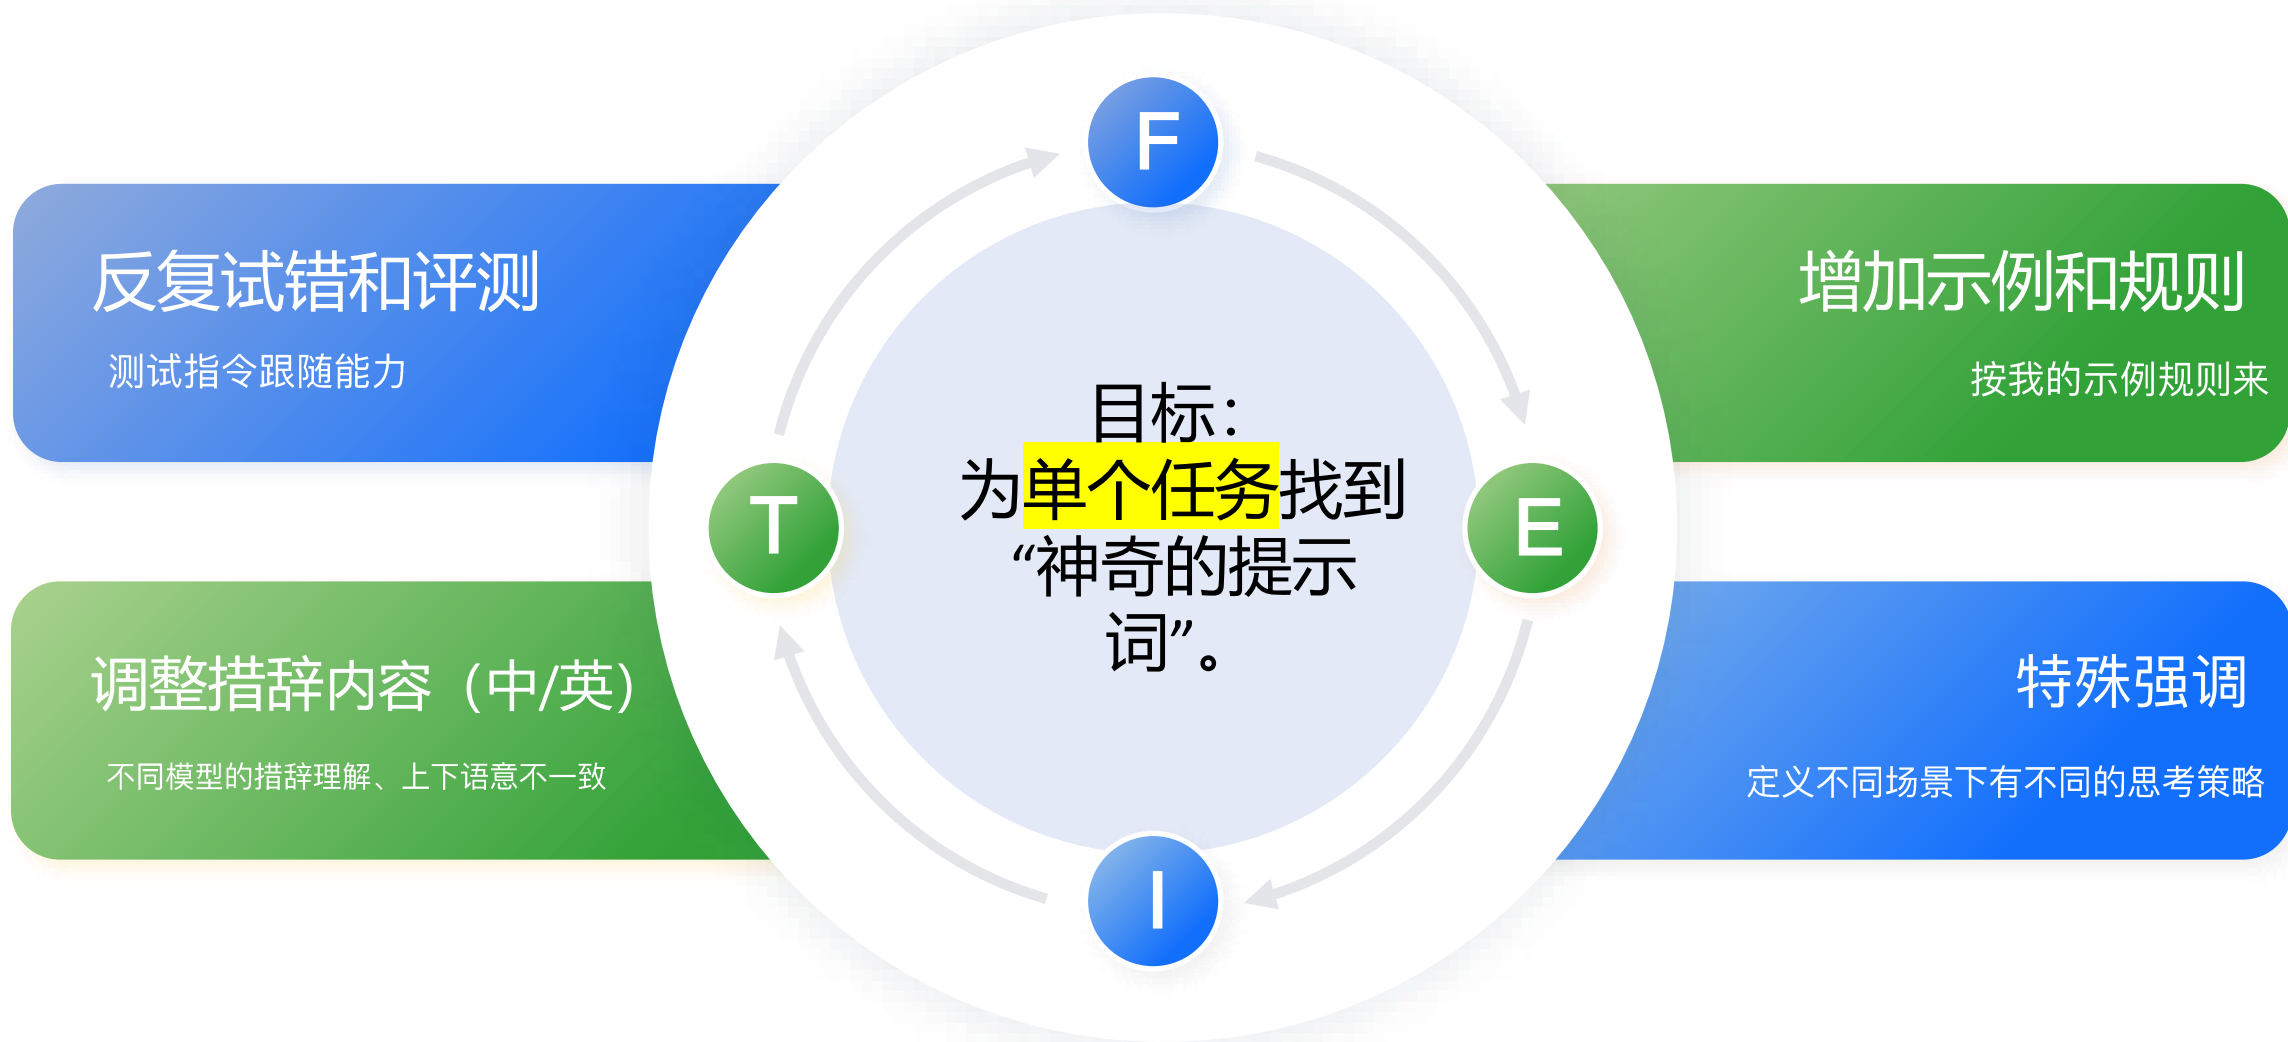 F
反复试错和评测
测试指令跟随能力
增加示例和规则
按我的示例规则来
目标：
为单个任务找到
“神奇的提示
词”。
T
E
调整措辞内容（中/英）
不同模型的措辞理解、上下语意不一致
特殊强调
定义不同场景下有不同的思考策略
I